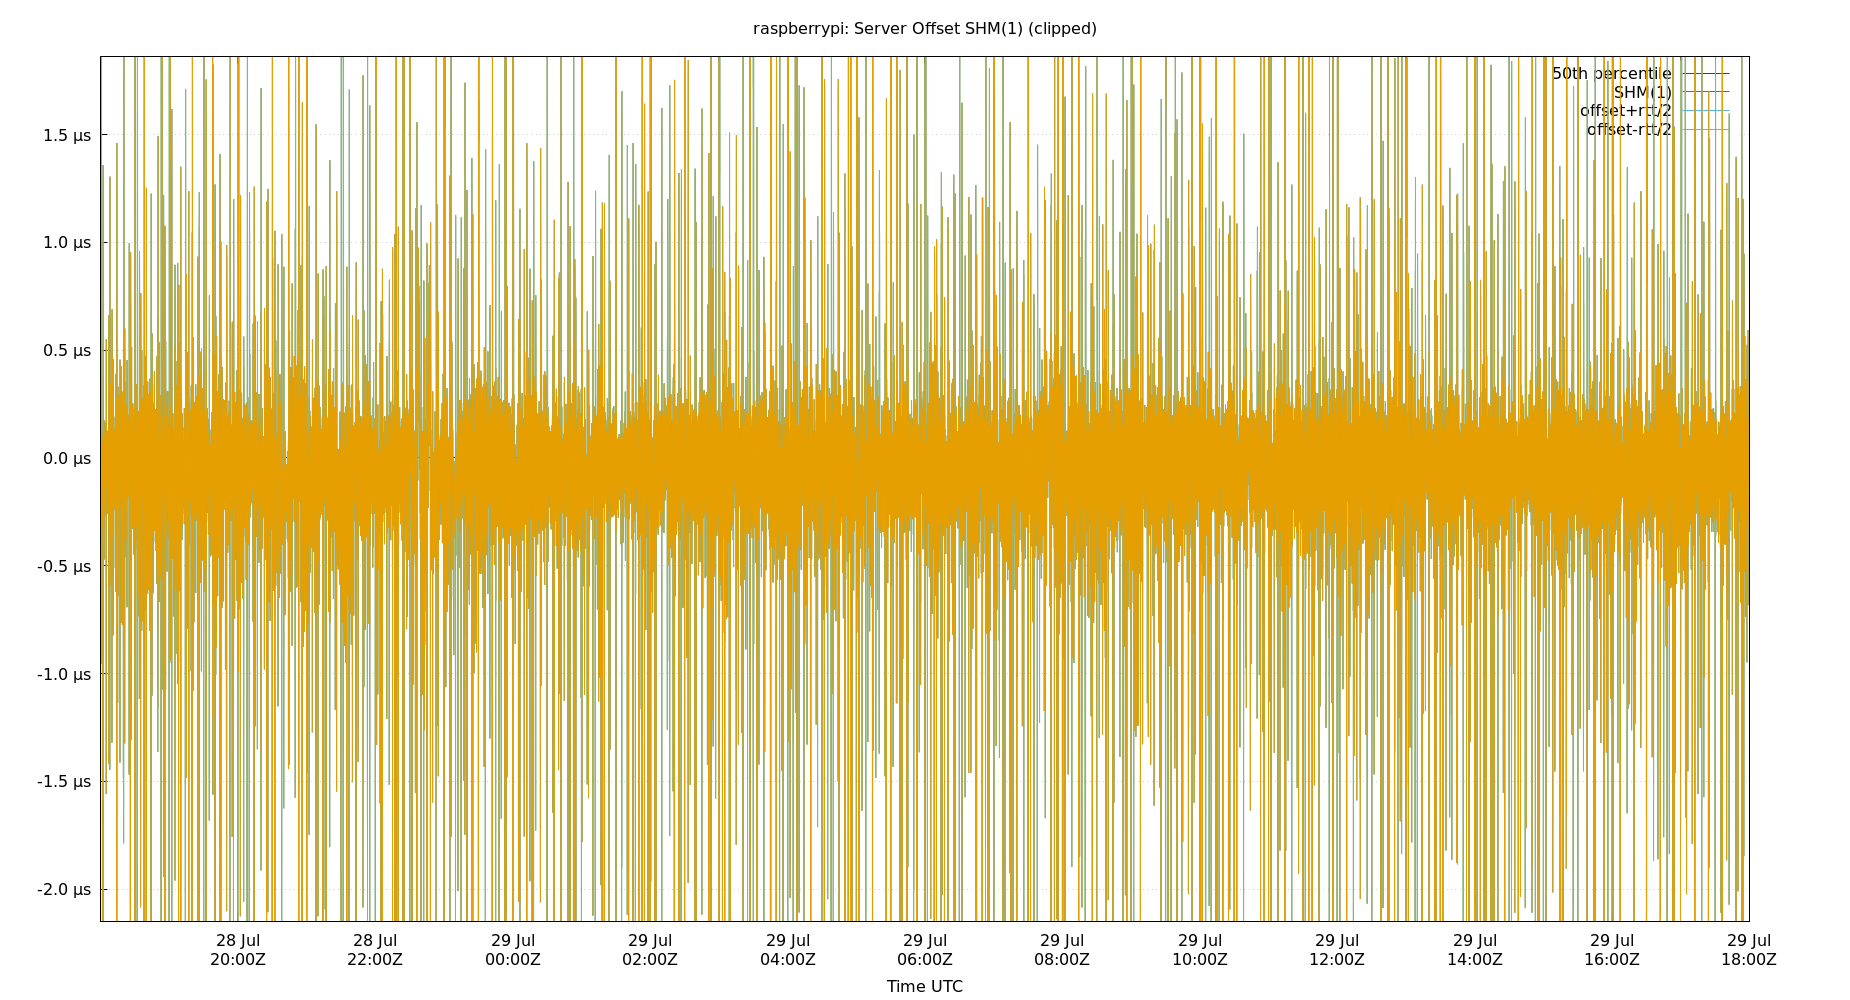 raspberrypi: Server Offset SHM(1) (clipped)
50th percentile
SHM(1)
offset+rtt/2
offset-rtt/2
1.5 µs
1.0 µs
0.5 µs
0.0 µs
-0.5 µs
-1.0 µs
-1.5 µs
-2.0 µs
28 Jul 28 Jul 29 Jul 29 Jul 29 Jul 29 Jul 29 Jul 29 Jul 29 Jul 29 Jul 29 Jul 29 Jul
20:00Z 22:00Z 00:00Z 02:00Z 04:00Z 06:00Z 08:00Z 10:00Z 12:00Z 14:00Z 16:00Z 18:00Z
Time UTC